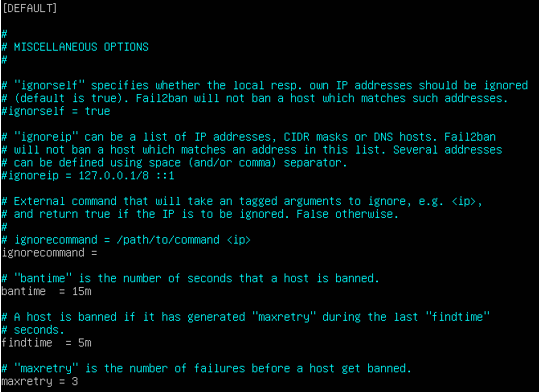 [DEFAULT]
#
# MISCELLANEOUS OPTIONS
#
# "ignorself" specifies whether the local resp. own IP addresses should be ignored
# (default is true). Fail2ban will not ban a host which matches such addresses.
#ignorself = true
# "ignoreip" can be a list of IP addresses, CIDR masks or DNS hosts. Fail2ban
# will not ban a host which matches an address in this list. Several addresses
# can be defined using space (and/or comma) separator.
#ignoreip = 127.0.0.1/8 ::1
# External command that will take an tagged arguments to ignore, e.g. <ip>,
# and return true if the IP is to be ignored. False otherwise.
#
# ignorecommand = /path/to/command <ip>
ignorecommand =
# "bantime" is the number of seconds that a host is banned.
bantime  = 15m
# A host is banned if it has generated "maxretry" during the last "findtime"
# seconds.
findtime  = 5m
# "maxretry" is the number of failures before a host get banned.
maxretry = 3